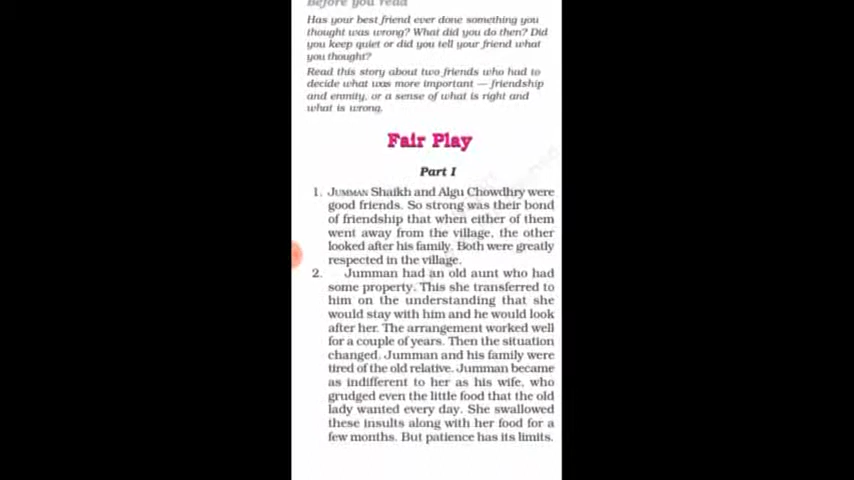 Before you read
Has your best friend ever done something you
thought was wrong? What did you do then? Did
you keep quiet or did you tell your friend what
you thought?
Read this story about two friends who had to
decide what was more important — friendship
and enmity, or a sense of what is right and
what is wrong.
Fair Play
Part I
1. JUMMAN Shaikh and Algu Chowdhry were
good friends. So strong was their bond
of friendship that when either of them
went away from the village, the other
looked after his family. Both were greatly
respected in the village.
2. Jumman had an old aunt who had
some property. This she transferred to
him on the understanding that she
would stay with him and he would look
after her. The arrangement worked well
for a couple of years. Then the situation
changed. Jumman and his family were
tired of the old relative. Jumman became
as indifferent to her as his wife, who
grudged even the little food that the old
lady wanted every day. She swallowed
these insults along with her food for a
few months. But patience has its limits.